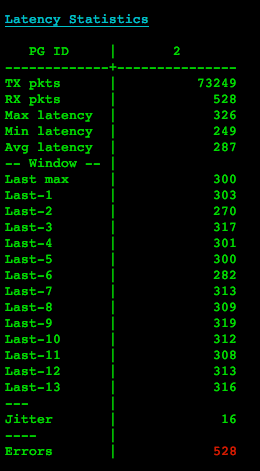 Latency Statistics
PG ID | 2
-------------+---------------
TX pkts | 73249
RX pkts | 528
Max latency | 326
Min latency | 249
Avg latency | 287
-- Window -- |
Last max | 300
Last-1 | 303
Last-2 | 270
Last-3 | 317
Last-4 | 301
Last-5 | 300
Last-6 | 282
Last-7 | 313
Last-8 | 309
Last-9 | 319
Last-10 | 312
Last-11 | 308
Last-12 | 313
Last-13 | 316
--- |
Jitter | 16
---- |
Errors | 528